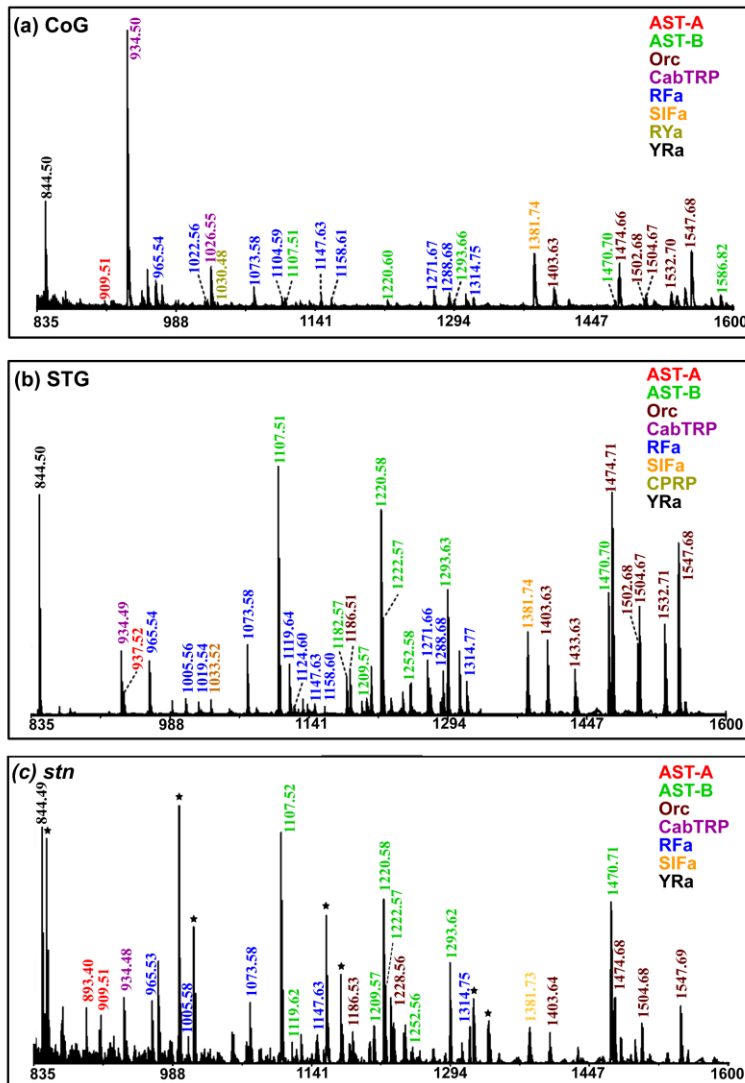 (a) CoG
AST-A
AST-B
Orc
CabTRP
RFa
SIFa
RYa
YRa
844.50
909.51
934.50
965.54
1022.56
1026.55
1030.48
1073.58
1104.59
1107.51
1147.63
1158.61
1220.60
1271.67
1288.68
1293.66
1314.75
1381.74
1403.63
1470.70
1474.66
1502.68
1504.67
1532.70
1547.68
1586.82
835 988 1141 1294 1447 1600
(b) STG
AST-A
AST-B
Orc
CabTRP
RFa
SIFa
CPRP
YRa
844.50
934.49
937.52
965.54
1005.56
1019.54
1033.52
1073.58
1107.51
1119.64
1124.60
1147.63
1158.60
1182.57
1186.51
1209.57
1220.58
1222.57
1252.58
1271.66
1288.68
1293.63
1314.77
1381.74
1403.63
1433.63
1470.70
1474.71
1502.68
1504.67
1532.71
1547.68
835 988 1141 1294 1447 1600
(c) stn
AST-A
AST-B
Orc
CabTRP
RFa
SIFa
YRa
844.49
893.40
909.51
934.48
965.53
1005.58
1073.58
1107.52
1119.62
1147.63
1186.53
1209.57
1220.58
1222.57
1228.56
1252.56
1293.62
1314.75
1381.73
1403.64
1470.71
1474.68
1504.68
1547.69
835 988 1141 1294 1447 1600